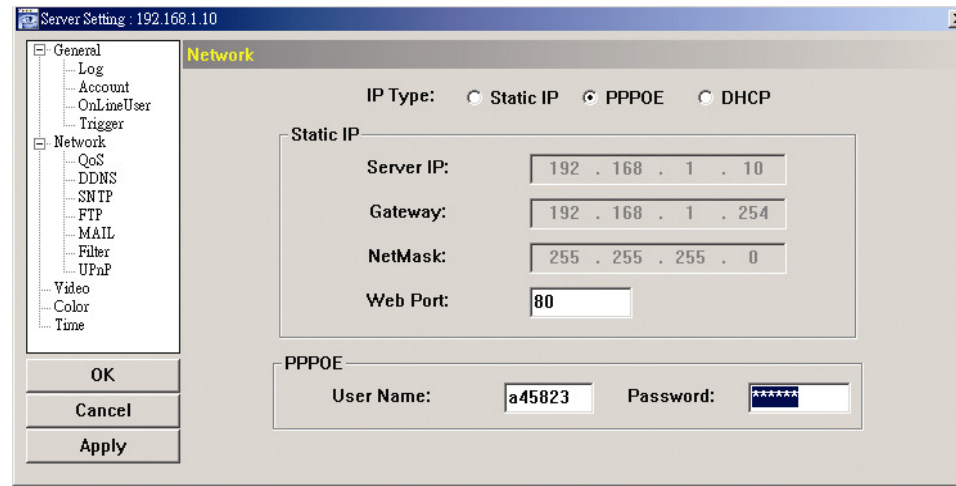 Server Setting : 192.168.1.10
General
Log
Account
OnLineUser
Trigger
Network
QoS
DDNS
SNTP
FTP
MAIL
Filter
UPnP
Video
Color
Time
OK
Cancel
Apply
Network
IP Type: Static IP PPPOE DHCP
Static IP
Server IP: 192 . 168 . 1 . 10
Gateway: 192 . 168 . 1 . 254
NetMask: 255 . 255 . 255 . 0
Web Port: 80
PPPOE
User Name: a45823 Password: ******